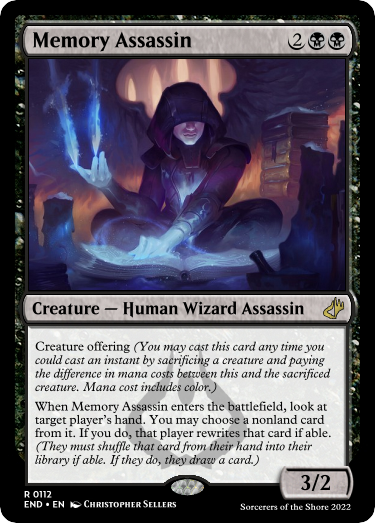 Memory Assassin 2
Creature — Human Wizard Assassin
Creature offering (You may cast this card any time you
could cast an instant by sacrificing a creature and paying
the difference in mana costs between this and the sacrificed
creature. Mana cost includes color.)
When Memory Assassin enters the battlefield, look at
target player's hand. You may choose a nonland card
from it. If you do, that player rewrites that card if able.
(They must shuffle that card from their hand into their
library if able. If they do, they draw a card.)
3/2
R 0112
END • EN Christopher Sellers
Sorcerers of the Shore 2022